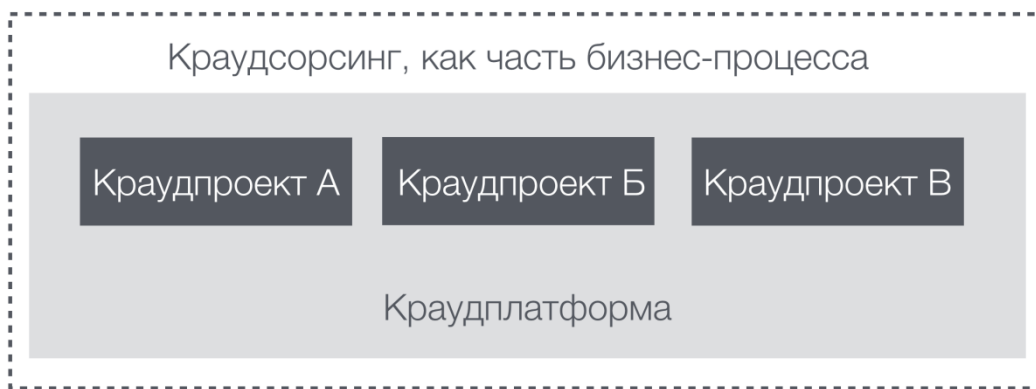 Краудсорсинг, как часть бизнес-процесса
Краудпроект А
Краудпроект Б
Краудпроект В
Краудплатформа